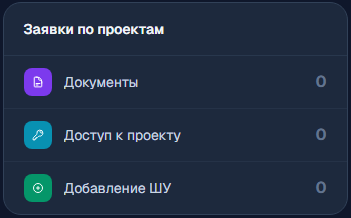 Заявки по проектам
Документы 0
Доступ к проекту 0
Добавление ШУ 0